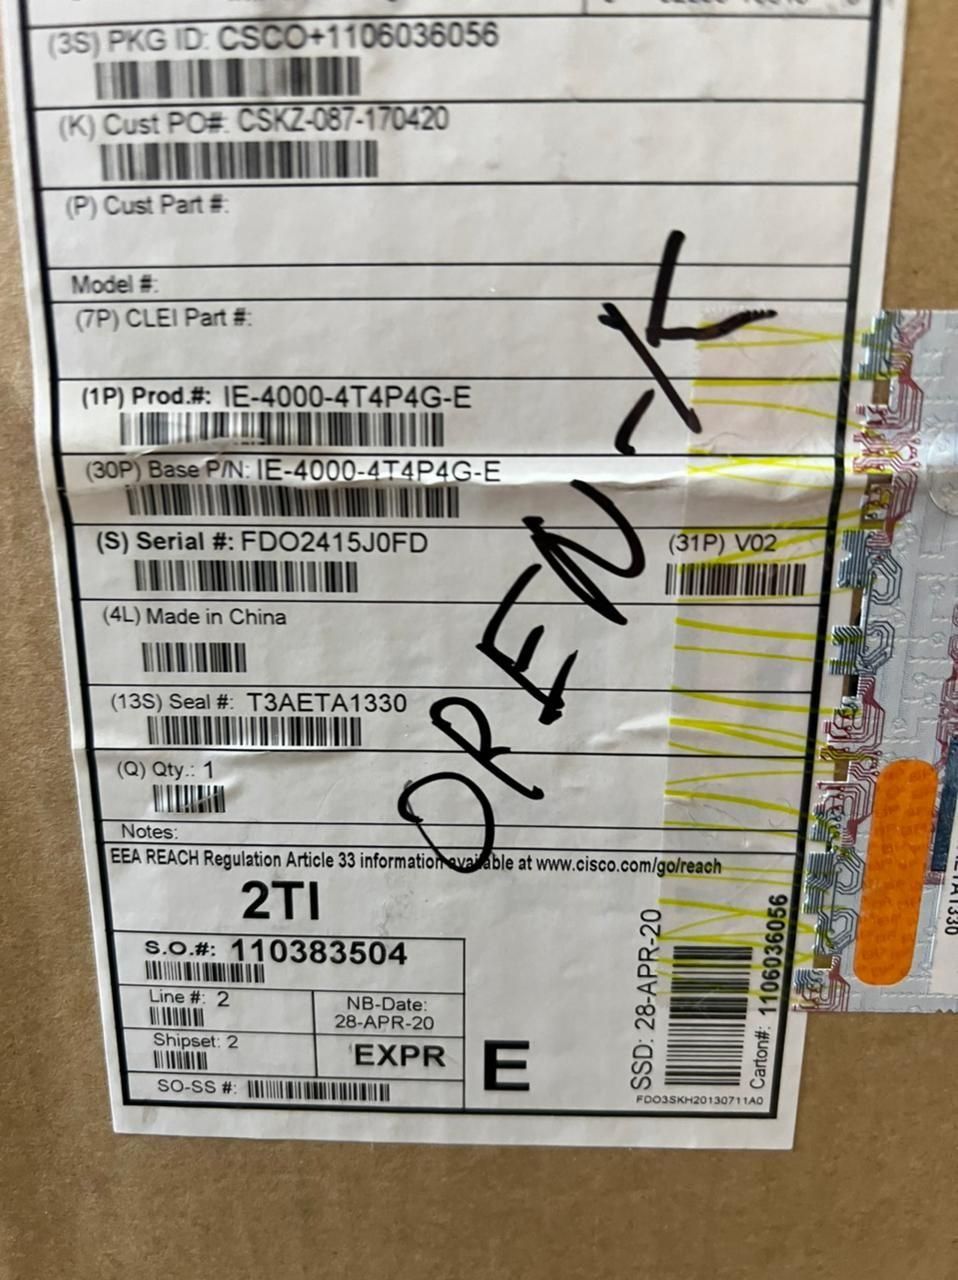 (3S) PKG ID: CSCO+1106036056
(K) Cust PO#: CSKZ-087-170420
(P) Cust Part #:
Model #:
(7P) CLEI Part #:
(1P) Prod.#: IE-4000-4T4P4G-E
(30P) Base P/N: IE-4000-4T4P4G-E
(S) Serial #: FDO2415J0FD
(31P) V02
(4L) Made in China
(13S) Seal #: T3AETA1330
(Q) Qty.: 1
Notes:
EEA REACH Regulation Article 33 information available at www.cisco.com/go/reach
2TI
S.O.#: 110383504
Line #: 2
NB-Date:
28-APR-20
Shipset: 2
EXPR
SO-SS #:
E
SSD: 28-APR-20
Carton#: 1106036056
FDO3SKH20130711A0
OPEN-K